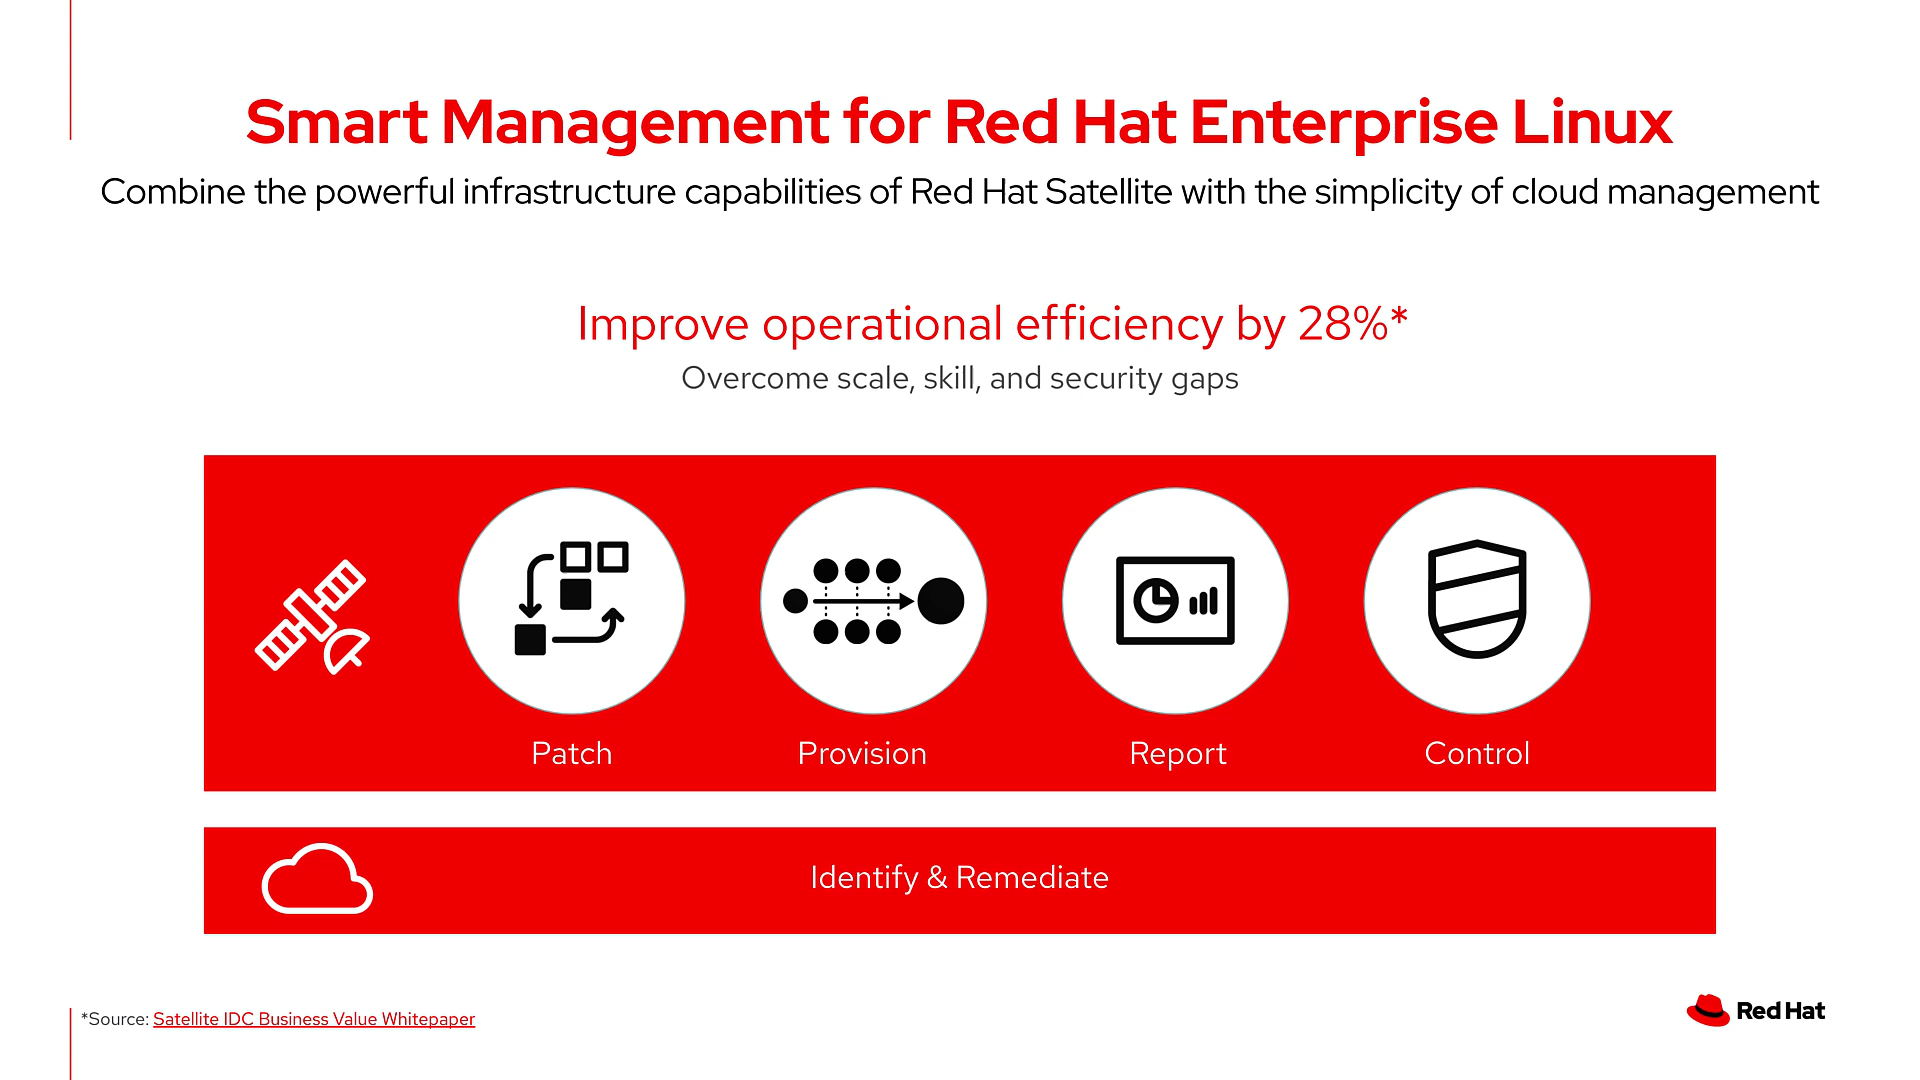 Smart Management for Red Hat Enterprise Linux
Combine the powerful infrastructure capabilities of Red Hat Satellite with the simplicity of cloud management
Improve operational efficiency by 28%*
Overcome scale, skill, and security gaps
Patch
Provision
Report
Control
Identify & Remediate
*Source: Satellite IDC Business Value Whitepaper
Red Hat